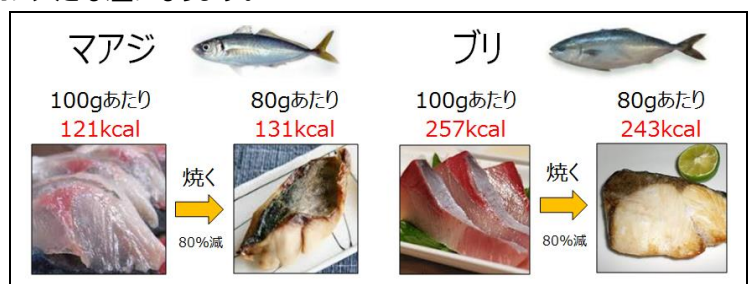 マアジ
100gあたり
121kcal
80gあたり
131kcal
焼く
80%減
ブリ
100gあたり
257kcal
80gあたり
243kcal
焼く
80%減